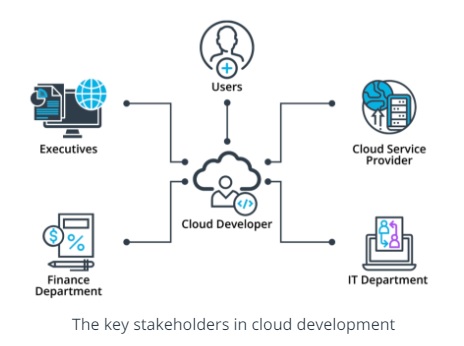 Users
Executives
Cloud Service
Provider
Cloud Developer
$
%
</>
Finance
Department
IT Department
The key stakeholders in cloud development